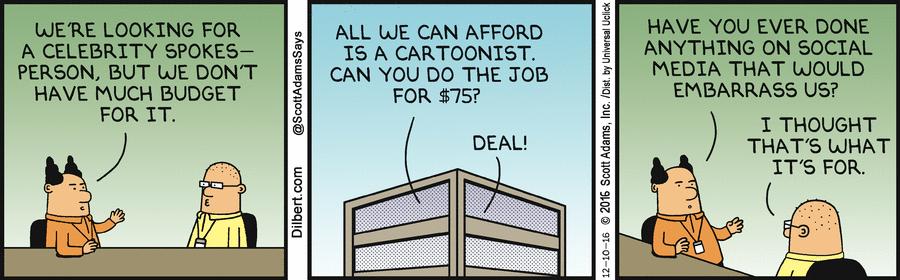 WE'RE LOOKING FOR
A CELEBRITY SPOKES–
PERSON, BUT WE DON'T
HAVE MUCH BUDGET
FOR IT.
Dilbert.com
@ScottAdamsSays
ALL WE CAN AFFORD
IS A CARTOONIST.
CAN YOU DO THE JOB
FOR $75?
DEAL!
12-10-16 © 2016 Scott Adams, Inc. /Dist. by Universal Uclick
HAVE YOU EVER DONE
ANYTHING ON SOCIAL
MEDIA THAT WOULD
EMBARRASS US?
I THOUGHT
THAT'S WHAT
IT'S FOR.